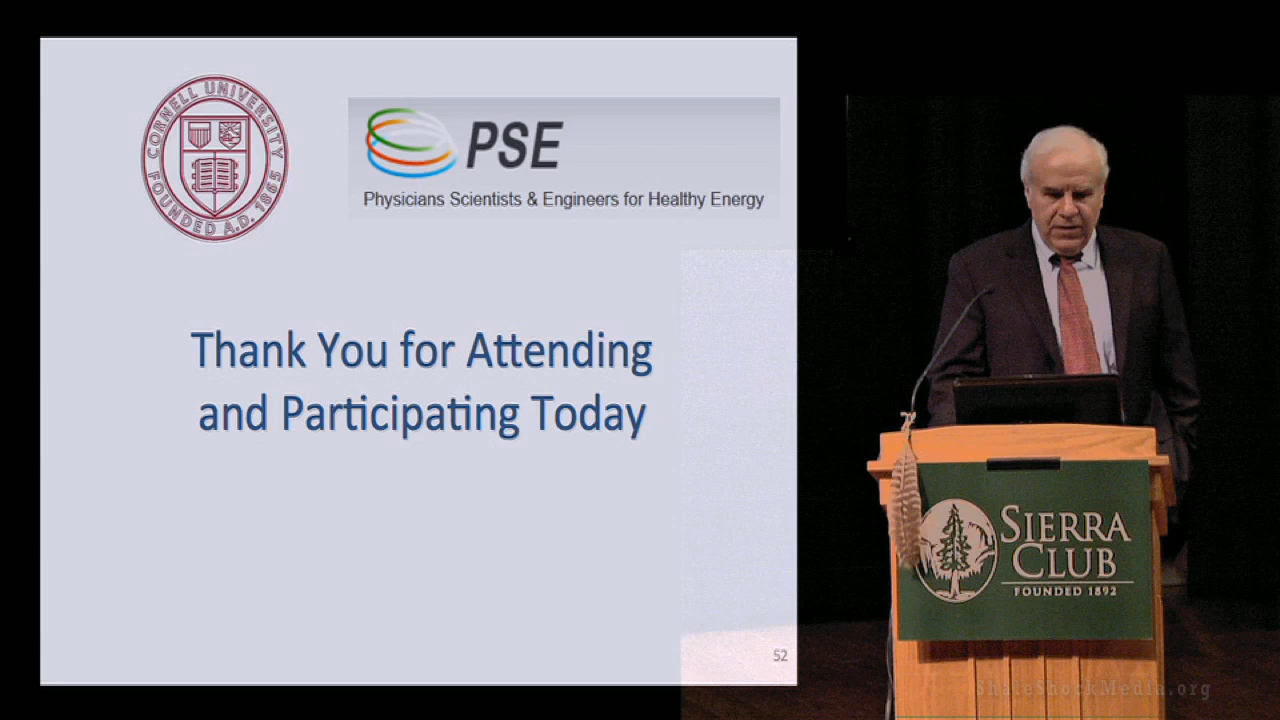 CORNELL UNIVERSITY
FOUNDED A.D. 1865
PSE
Physicians Scientists & Engineers for Healthy Energy
Thank You for Attending
and Participating Today
52
SIERRA
CLUB
FOUNDED 1892
ShaleShockMedia.org